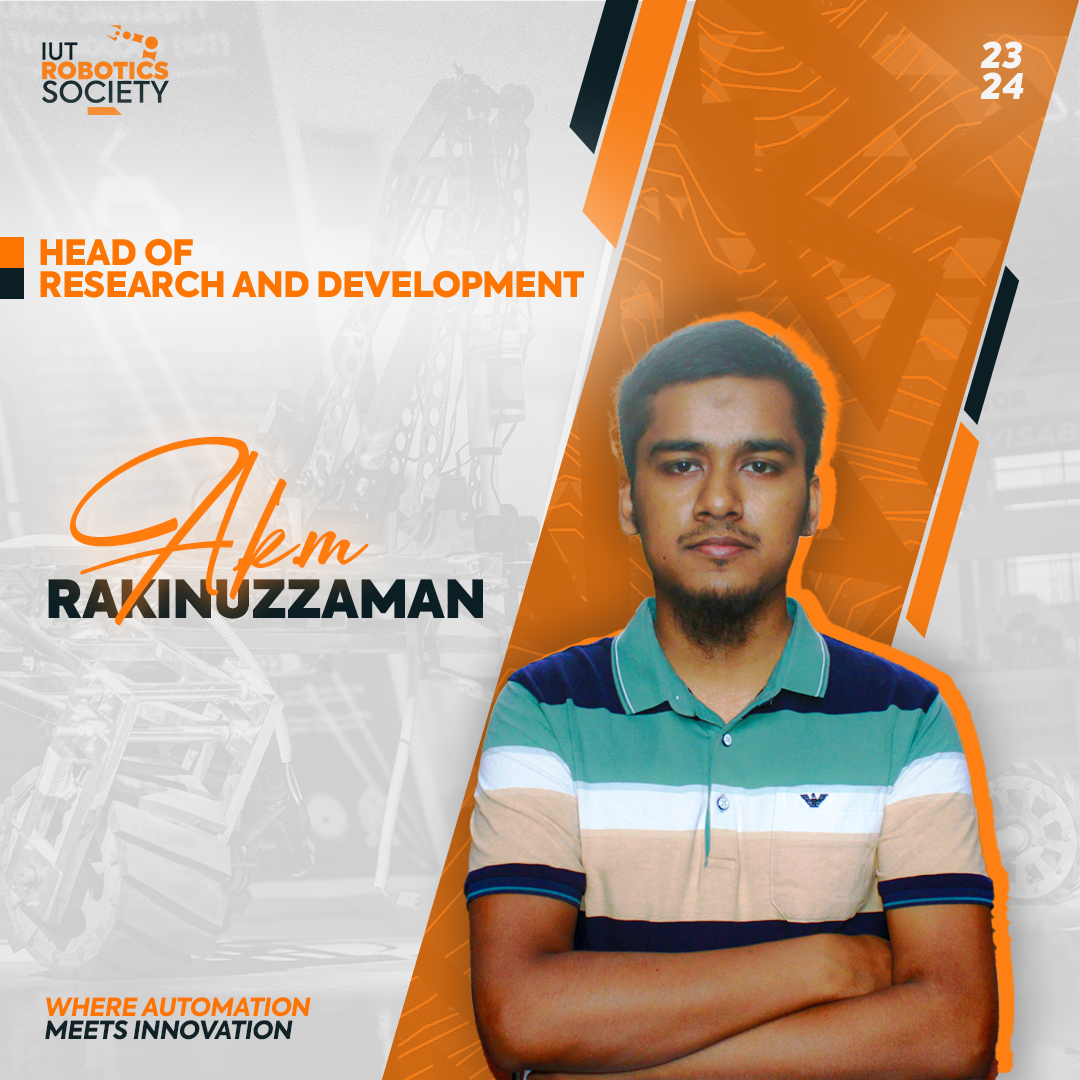 IUT
ROBOTICS
SOCIETY
23
24
HEAD OF
RESEARCH AND DEVELOPMENT
Akm
RAKINUZZAMAN
WHERE AUTOMATION
MEETS INNOVATION